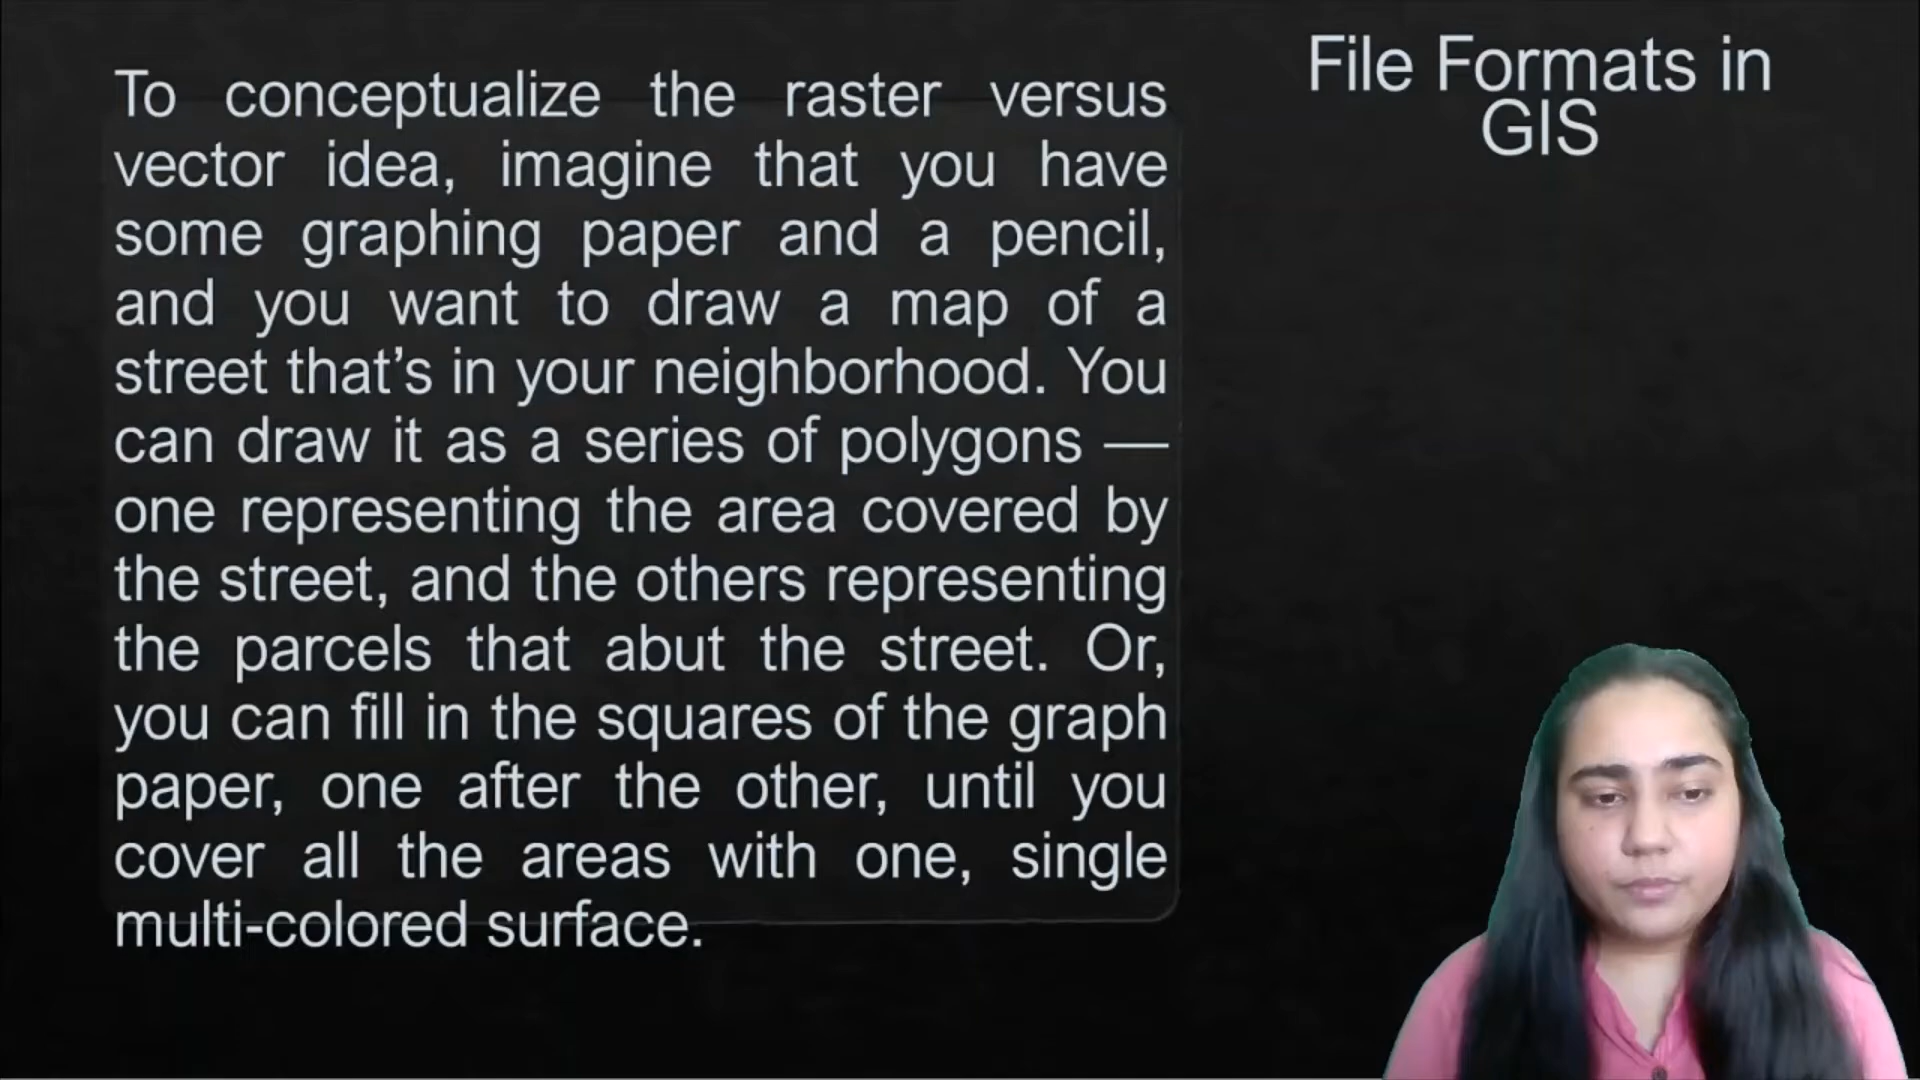 File Formats in
GIS
To conceptualize the raster versus
vector idea, imagine that you have
some graphing paper and a pencil,
and you want to draw a map of a
street that’s in your neighborhood. You
can draw it as a series of polygons —
one representing the area covered by
the street, and the others representing
the parcels that abut the street. Or,
you can fill in the squares of the graph
paper, one after the other, until you
cover all the areas with one, single
multi-colored surface.